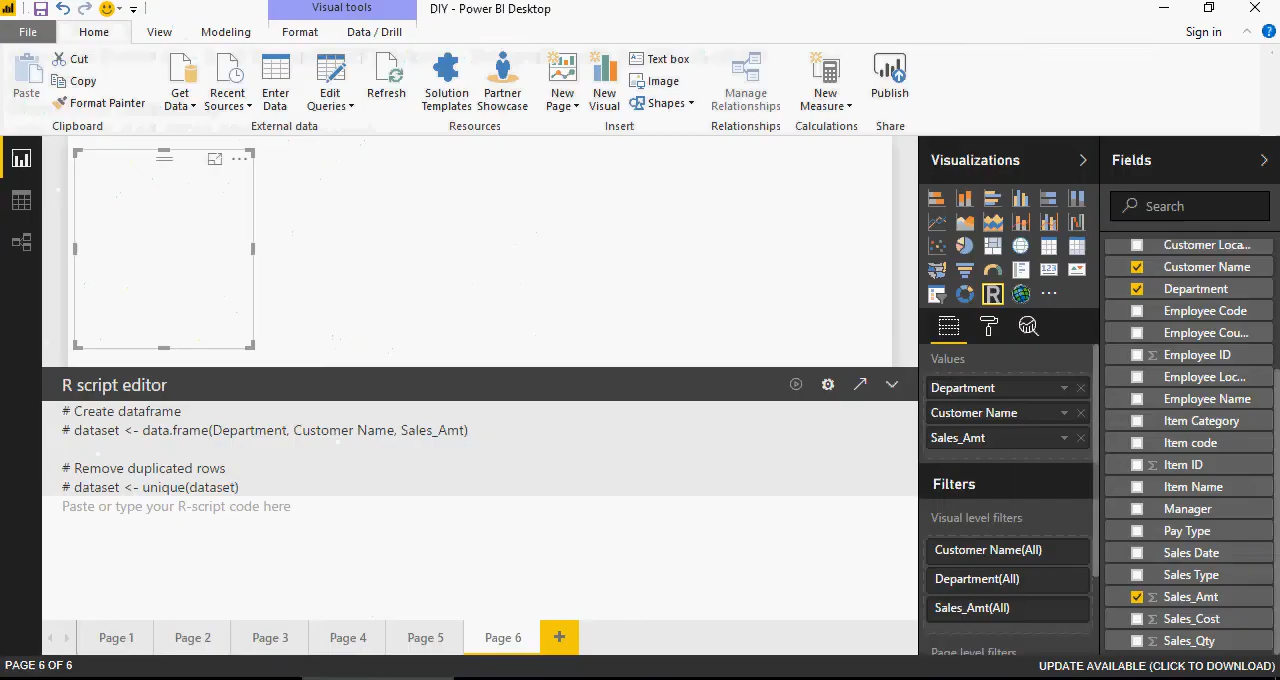 Visual tools
DIY - Power BI Desktop
File
Home
View
Modeling
Format
Data / Drill
Sign in
Paste
Cut
Copy
Format Painter
Clipboard
Get Data
Recent Sources
Enter Data
Edit Queries
Refresh
External data
Solution Templates
Partner Showcase
Resources
New Page
New Visual
Text box
Image
Shapes
Insert
Manage Relationships
Relationships
New Measure
Calculations
Publish
Share
R script editor
# Create dataframe
# dataset <- data.frame(Department, Customer Name, Sales_Amt)
# Remove duplicated rows
# dataset <- unique(dataset)
Paste or type your R-script code here
Page 1
Page 2
Page 3
Page 4
Page 5
Page 6
+
PAGE 6 OF 6
UPDATE AVAILABLE (CLICK TO DOWNLOAD)
Visualizations
R
123
Values
Department
Customer Name
Sales_Amt
Filters
Visual level filters
Customer Name(All)
Department(All)
Sales_Amt(All)
Page level filters
Fields
Search
Customer Loca...
Customer Name
Department
Employee Code
Employee Cou...
Σ Employee ID
Employee Loc...
Employee Name
Item Category
Item code
Σ Item ID
Item Name
Manager
Pay Type
Sales Date
Sales Type
Σ Sales_Amt
Σ Sales_Cost
Σ Sales_Qty